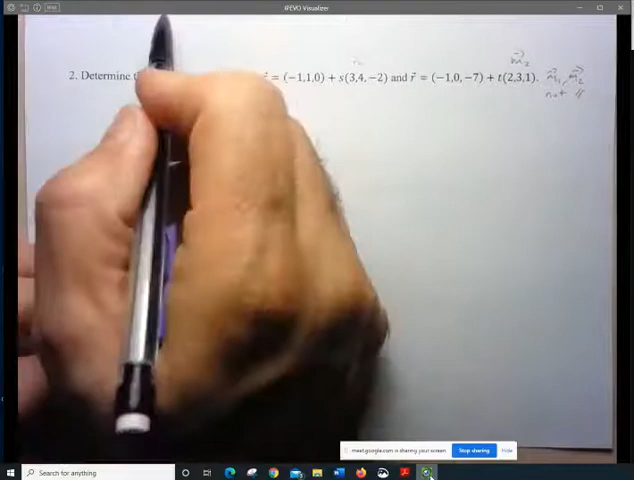 IPEVO Visualizer
m⃗₂
2. Determine t r⃗ = (−1,1,0) + s(3,4,−2) and r⃗ = (−1,0,−7) + t(2,3,1). m⃗₁, m⃗₂
not ∥
meet.google.com is sharing your screen. Stop sharing Hide
Search for anything